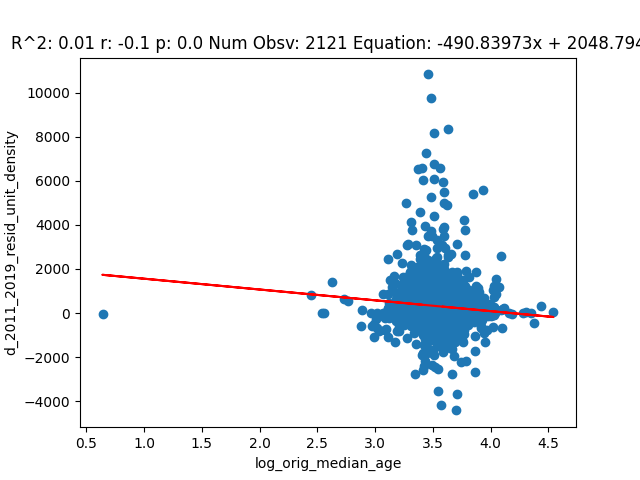 R^2: 0.01 r: -0.1 p: 0.0 Num Obsv: 2121 Equation: -490.83973x + 2048.794
10000
8000
6000
4000
2000
0
−2000
−4000
d_2011_2019_resid_unit_density
0.5 1.0 1.5 2.0 2.5 3.0 3.5 4.0 4.5
log_orig_median_age